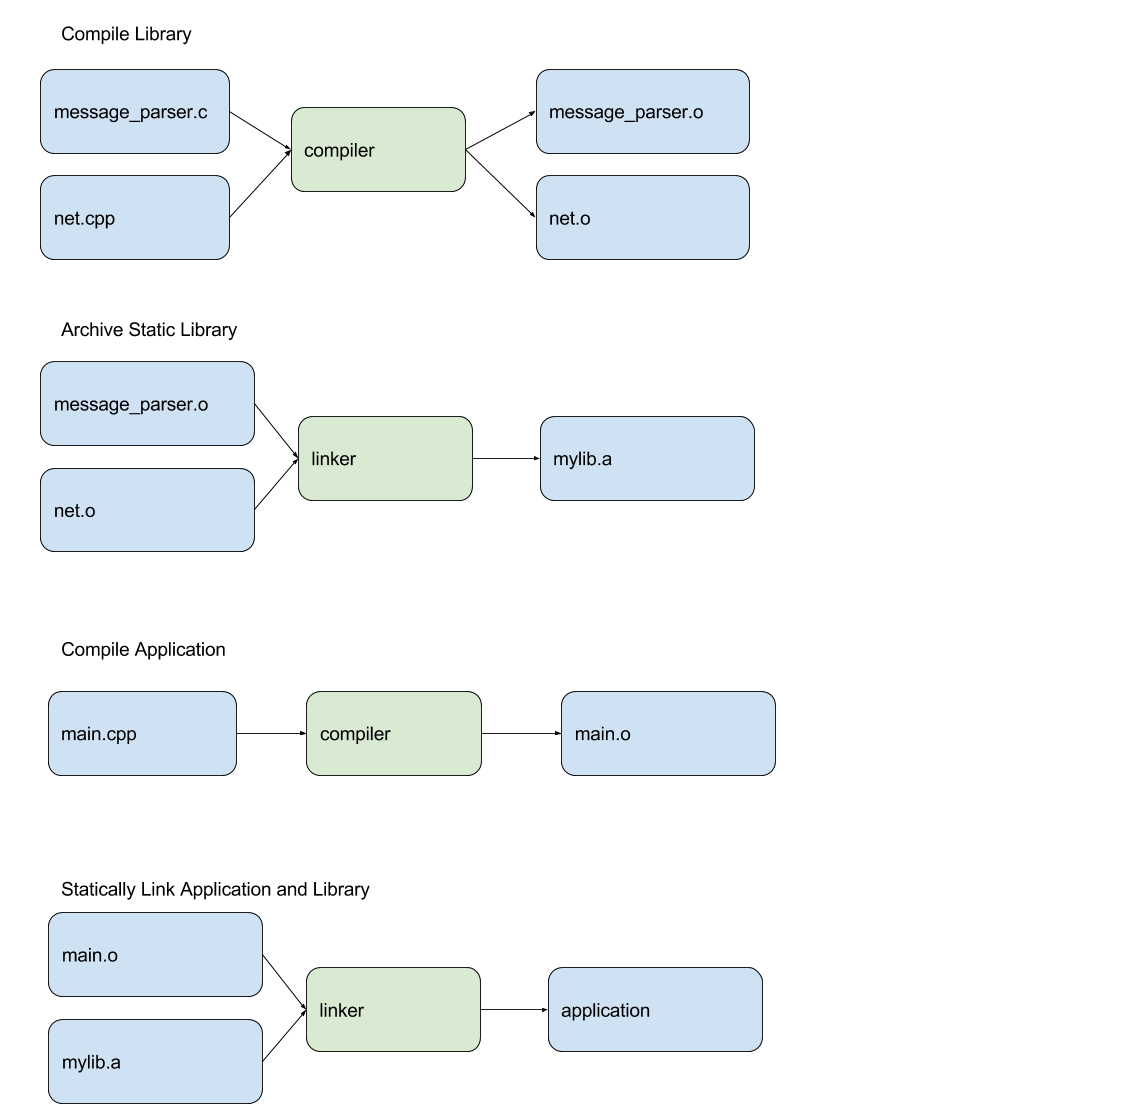 Compile Library
message_parser.c
compiler
message_parser.o
net.cpp
net.o
Archive Static Library
message_parser.o
linker
mylib.a
net.o
Compile Application
main.cpp
compiler
main.o
Statically Link Application and Library
main.o
linker
application
mylib.a